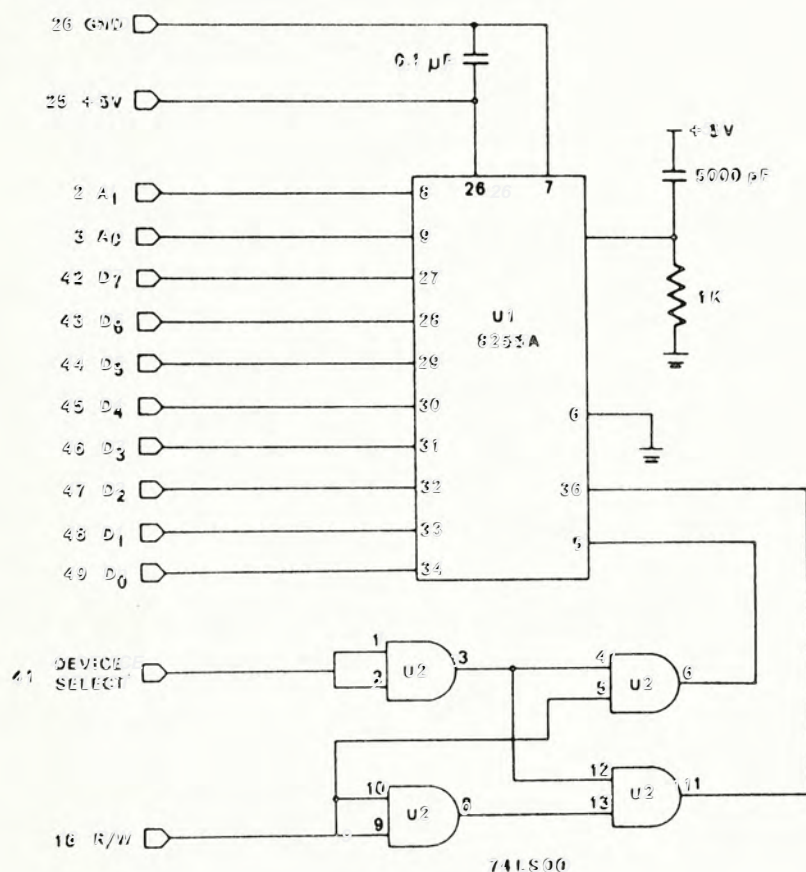 26 GND
0.1 µF
25 +5V
+5V
5000 pF
26 7
2 A1 8
3 A0 9
42 D7 27
1K
43 D6 28
U1
8255A
44 D5 29
45 D4 30
6
46 D3 31
47 D2 32
36
48 D1 33
5
49 D0 34
41 DEVICE SELECT
1
2
U2
3
4
5
U2
6
10
9
U2
8
12
13
U2
11
18 R/W
74LS00